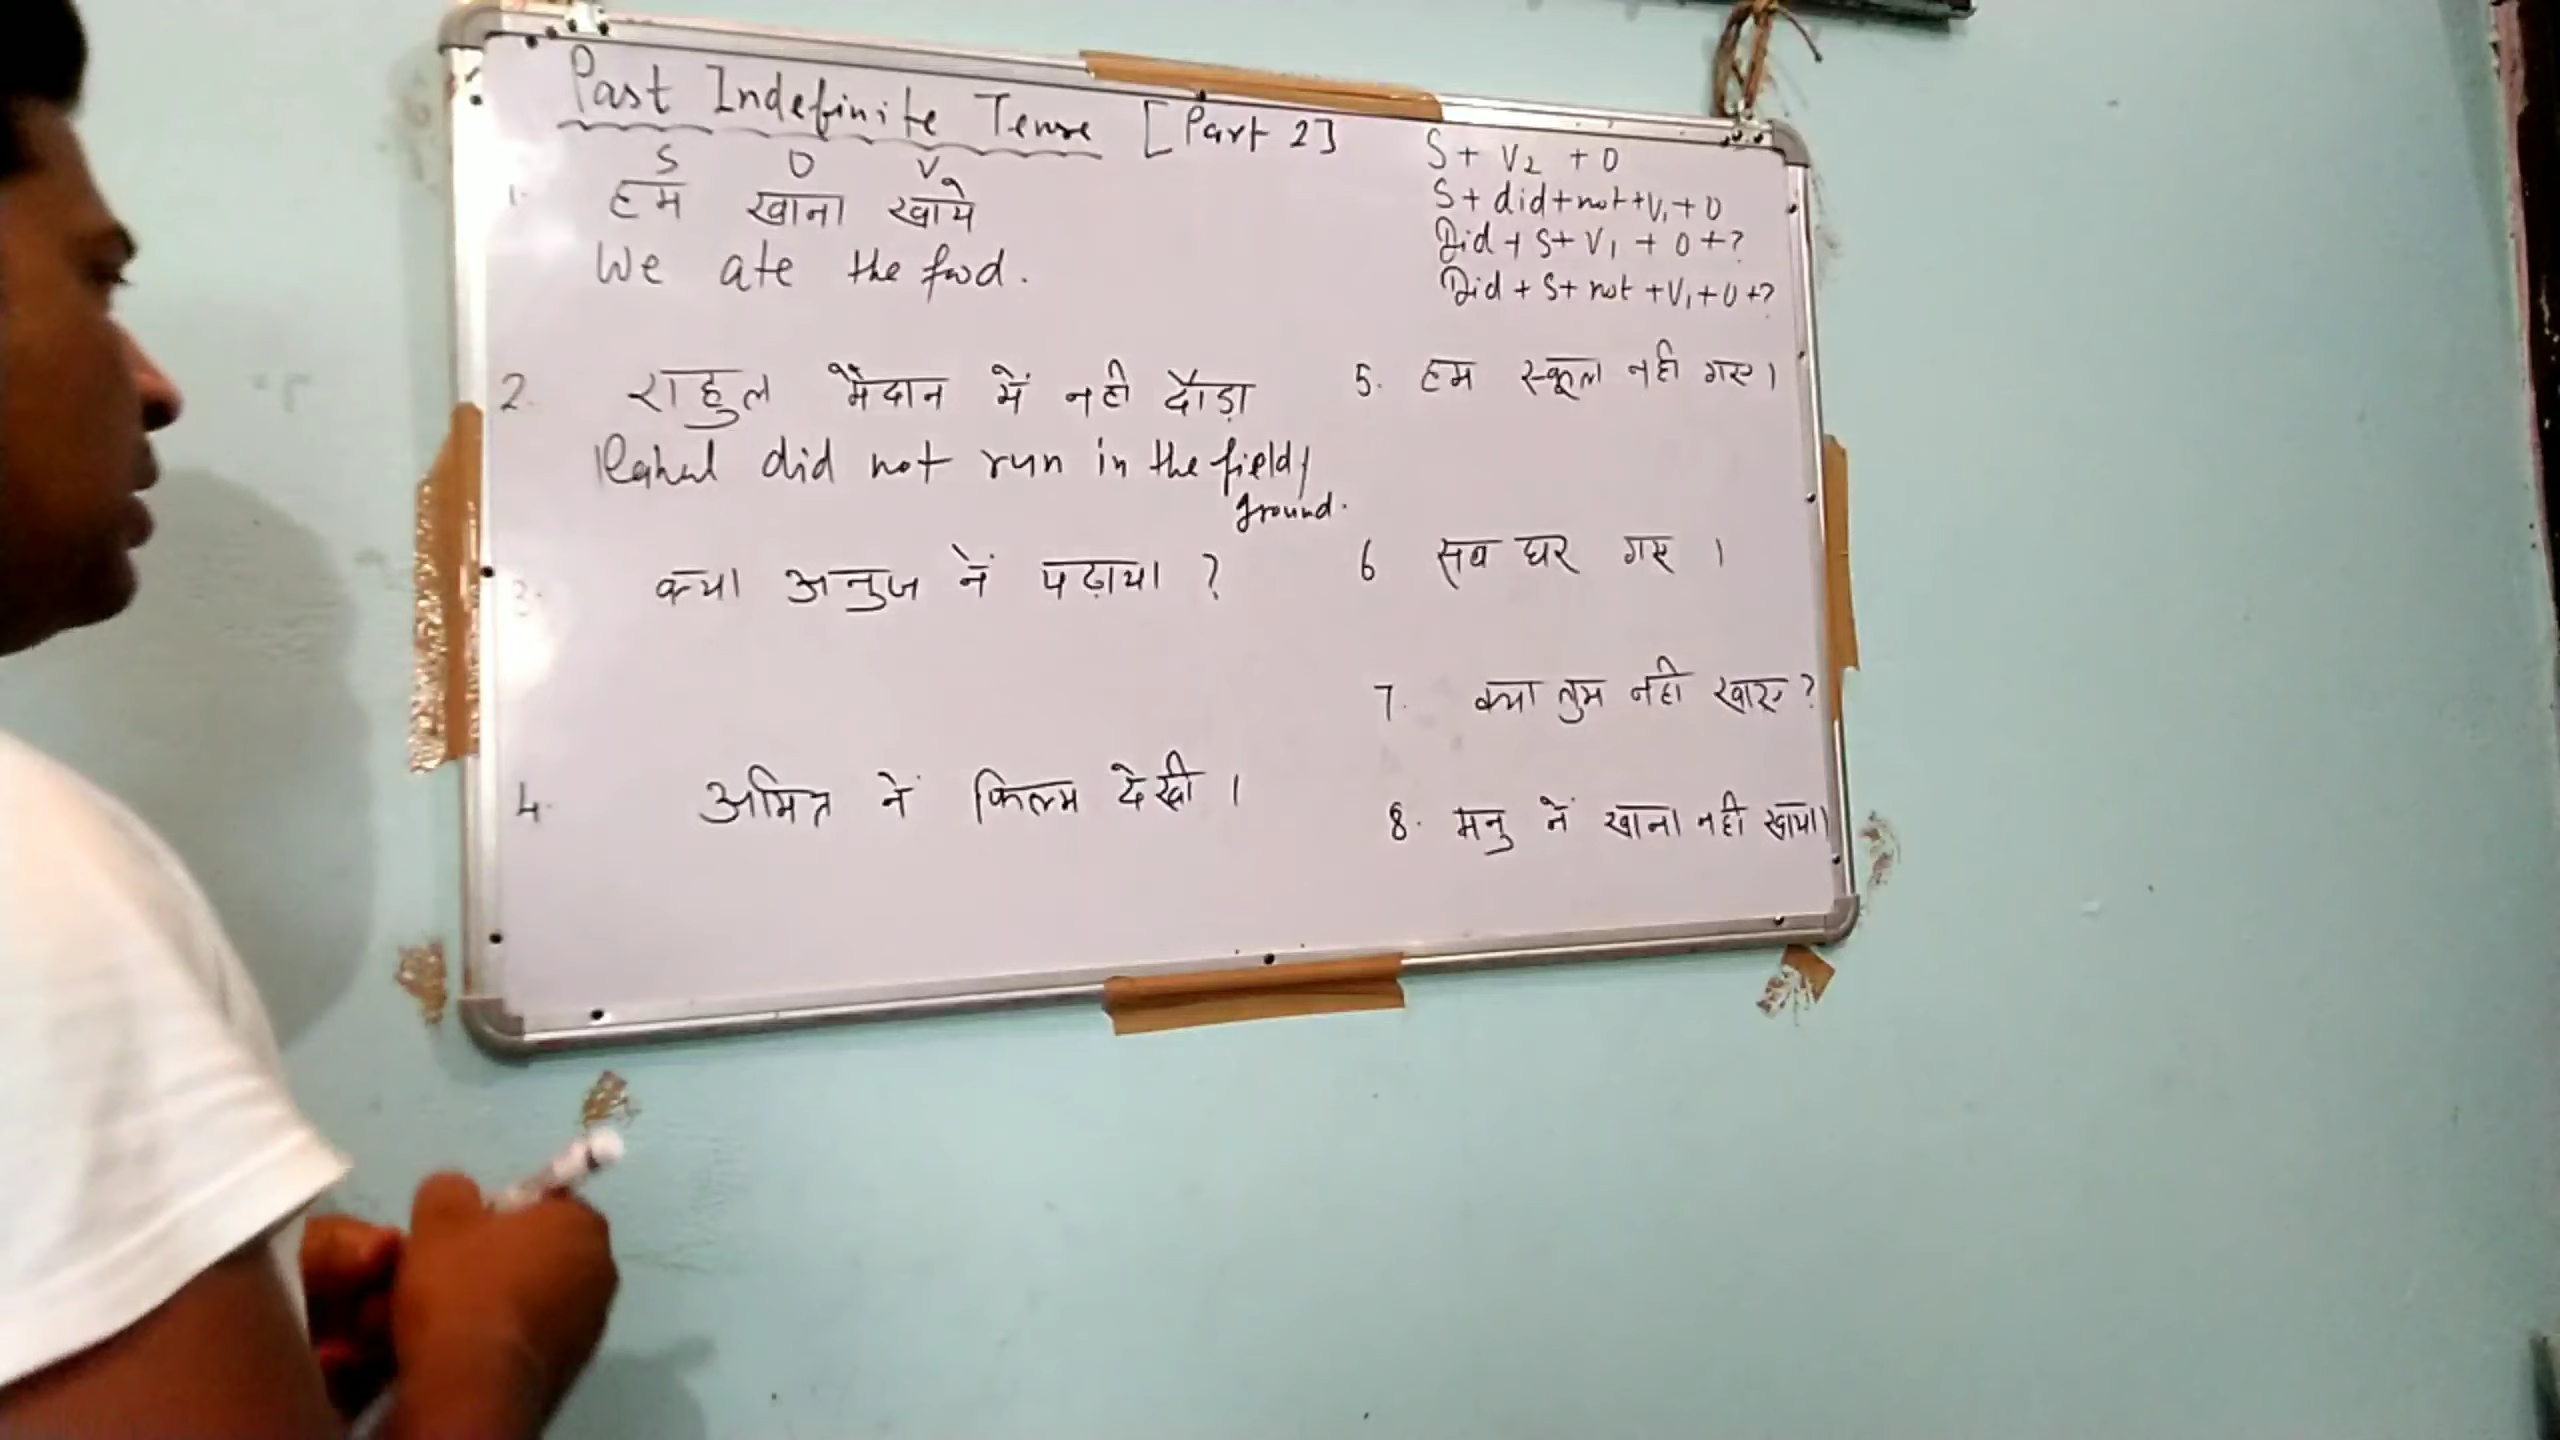 Past Indefinite Tense [Part 2]
S O V
1. हम खाना खाये
We ate the food.
2. राहुल मैदान में नही दौड़ा
Rahul did not run in the field/
ground.
3. क्या अनुज नें पढ़ाया ?
4. अमित नें फिल्म देखी ।
S + V2 + O
S + did + not + V1 + O
Did + S + V1 + O + ?
Did + S + not + V1 + O + ?
5. हम स्कूल नही गए ।
6 सब घर गए ।
7. क्या तुम नही खाए ?
8. मनु नें खाना नही खाया।